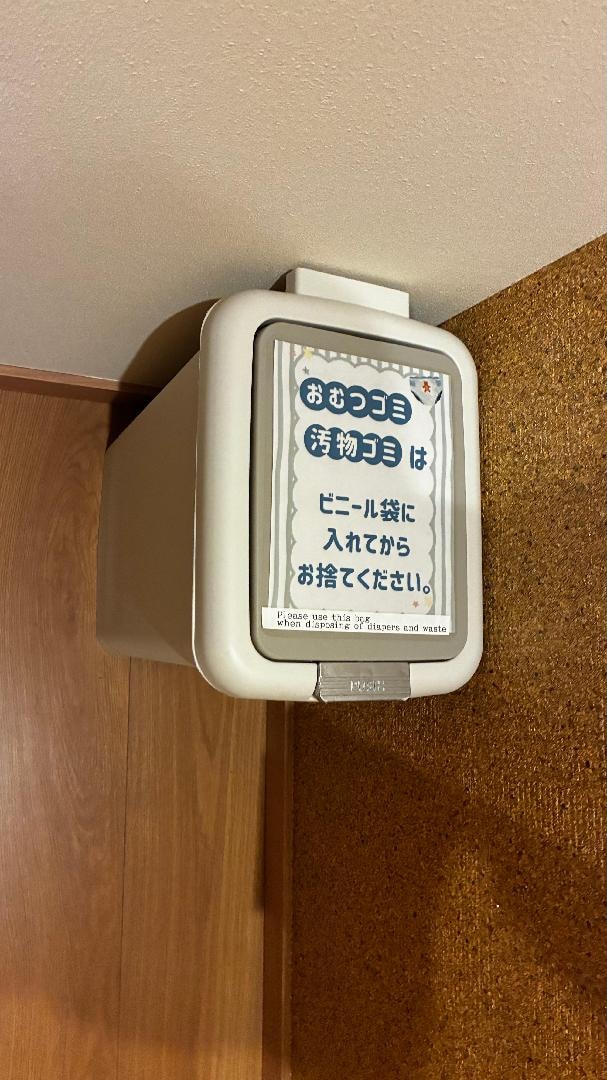 おむつゴミ
汚物ゴミは
ビニール袋に
入れてから
お捨てください。
Please use this bag
when disposing of diapers and waste
PUSH